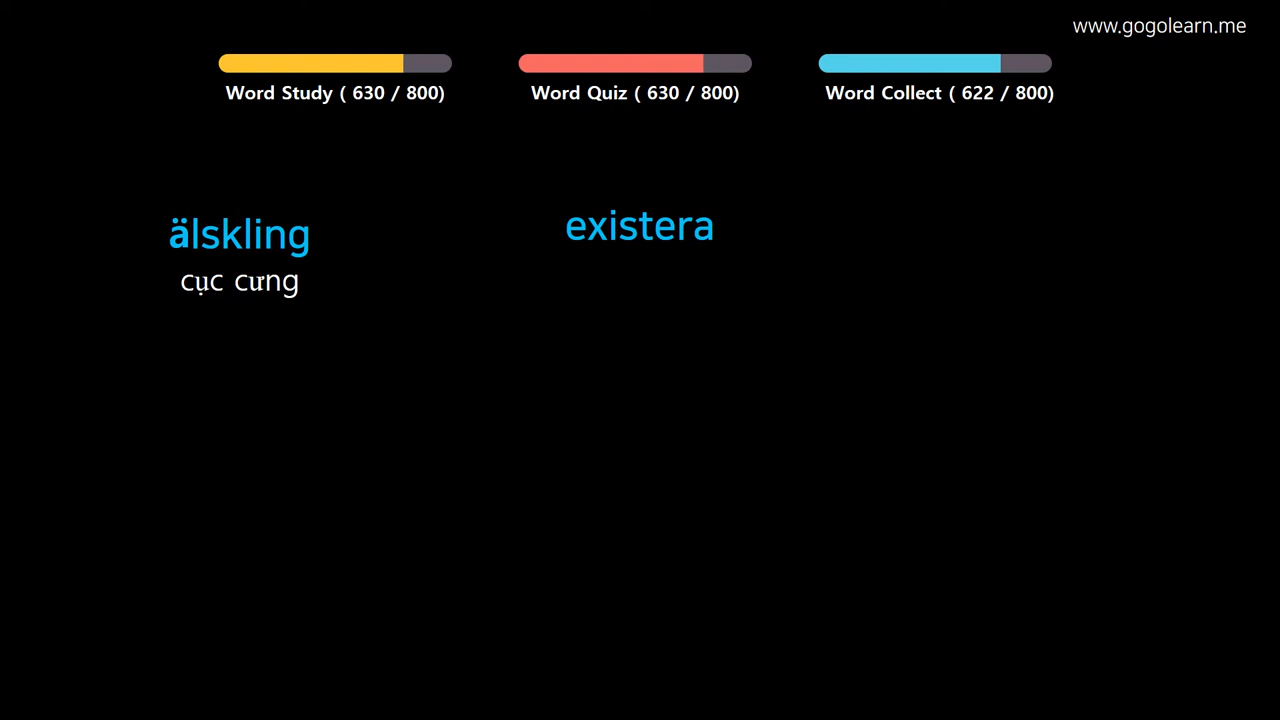 www.gogolearn.me
Word Study ( 630 / 800)
Word Quiz ( 630 / 800)
Word Collect ( 622 / 800)
älskling
cục cưng
existera